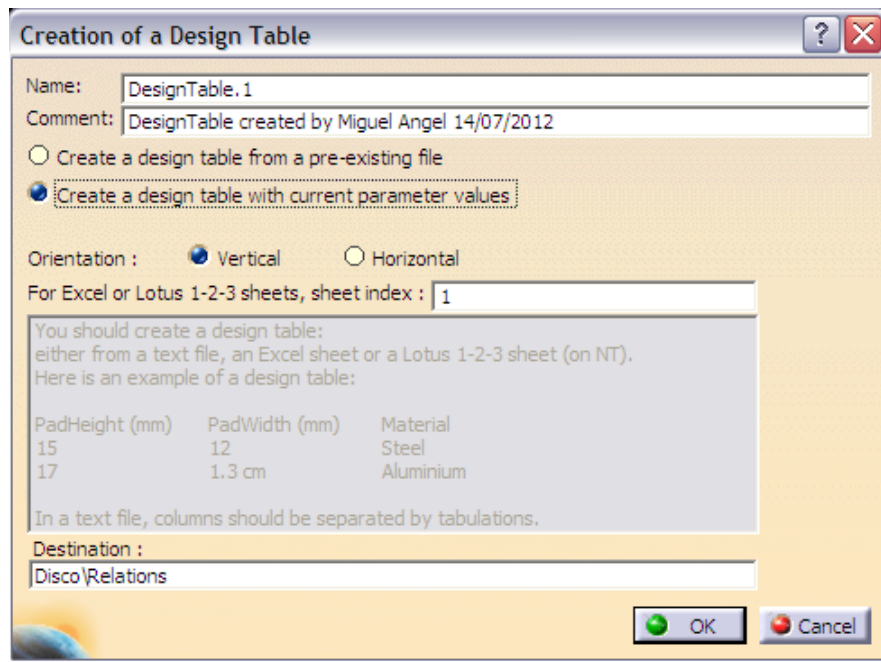 Creation of a Design Table
?
Name: DesignTable.1
Comment: DesignTable created by Miguel Angel 14/07/2012
Create a design table from a pre-existing file
Create a design table with current parameter values
Orientation : Vertical Horizontal
For Excel or Lotus 1-2-3 sheets, sheet index : 1
You should create a design table:
either from a text file, an Excel sheet or a Lotus 1-2-3 sheet (on NT).
Here is an example of a design table:
PadHeight (mm) PadWidth (mm) Material
15 12 Steel
17 1.3 cm Aluminium
In a text file, columns should be separated by tabulations.
Destination :
Disco\Relations
OK Cancel